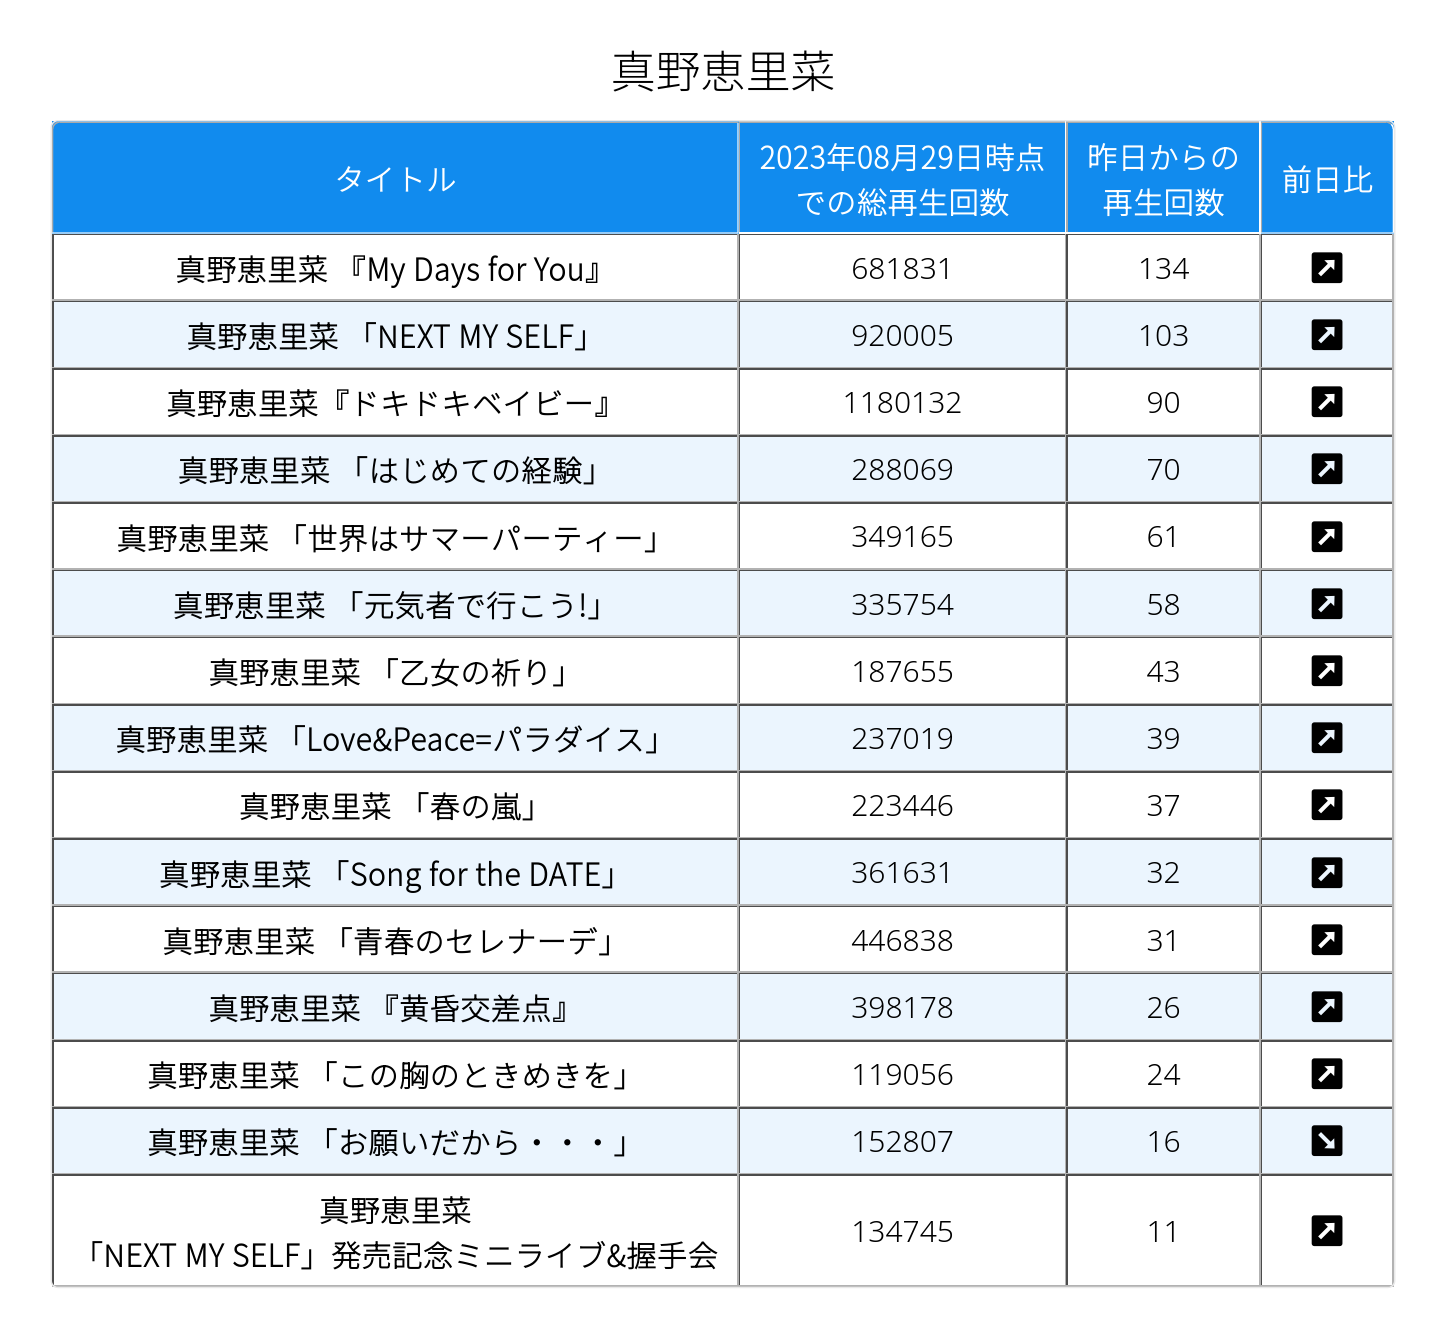 真野恵里菜
タイトル
2023年08月29日時点
での総再生回数
昨日からの
再生回数
前日比
真野恵里菜 『My Days for You』 681831 134
真野恵里菜 「NEXT MY SELF」 920005 103
真野恵里菜『ドキドキベイビー』 1180132 90
真野恵里菜 「はじめての経験」 288069 70
真野恵里菜 「世界はサマーパーティー」 349165 61
真野恵里菜 「元気者で行こう!」 335754 58
真野恵里菜 「乙女の祈り」 187655 43
真野恵里菜 「Love&Peace=パラダイス」 237019 39
真野恵里菜 「春の嵐」 223446 37
真野恵里菜 「Song for the DATE」 361631 32
真野恵里菜 「青春のセレナーデ」 446838 31
真野恵里菜 『黄昏交差点』 398178 26
真野恵里菜 「この胸のときめきを」 119056 24
真野恵里菜 「お願いだから・・・」 152807 16
真野恵里菜
「NEXT MY SELF」発売記念ミニライブ&握手会 134745 11